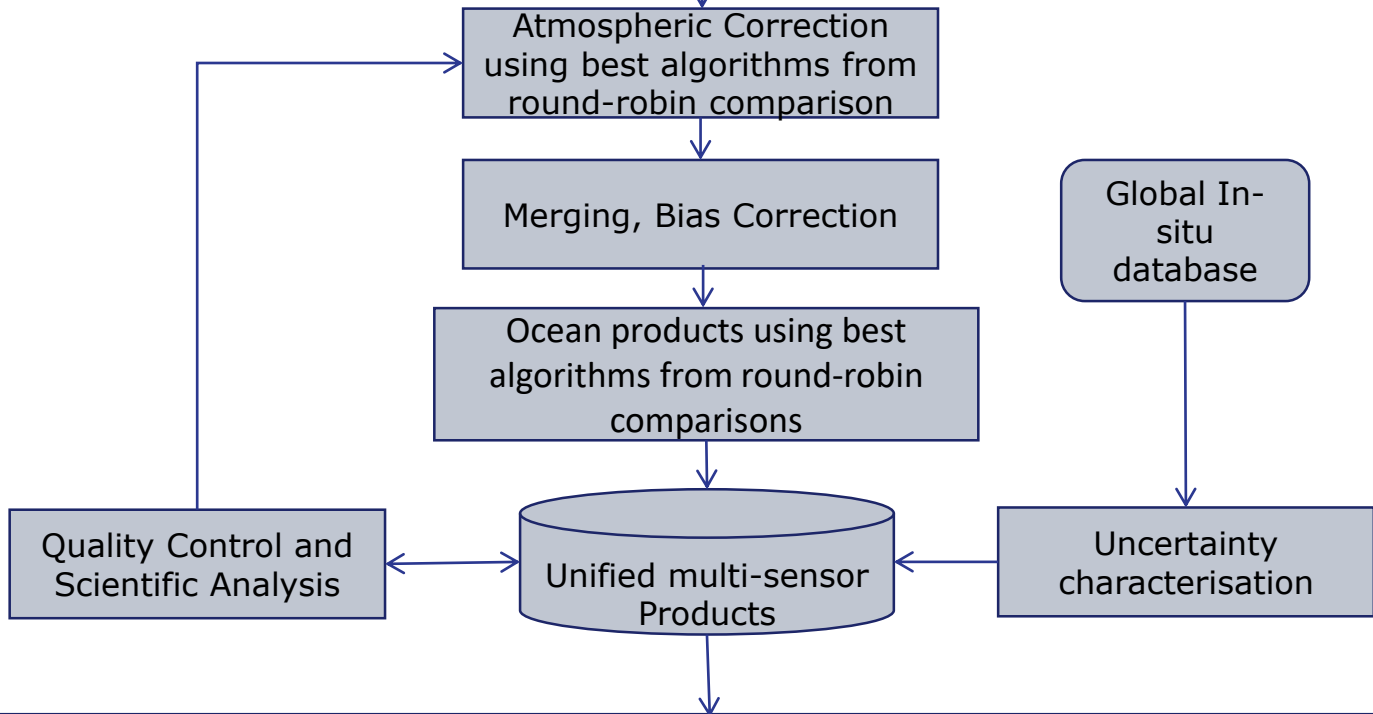 Atmospheric Correction
using best algorithms from
round-robin comparison
Merging, Bias Correction
Global In-
situ
database
Ocean products using best
algorithms from round-robin
comparisons
Quality Control and
Scientific Analysis
Unified multi-sensor
Products
Uncertainty
characterisation